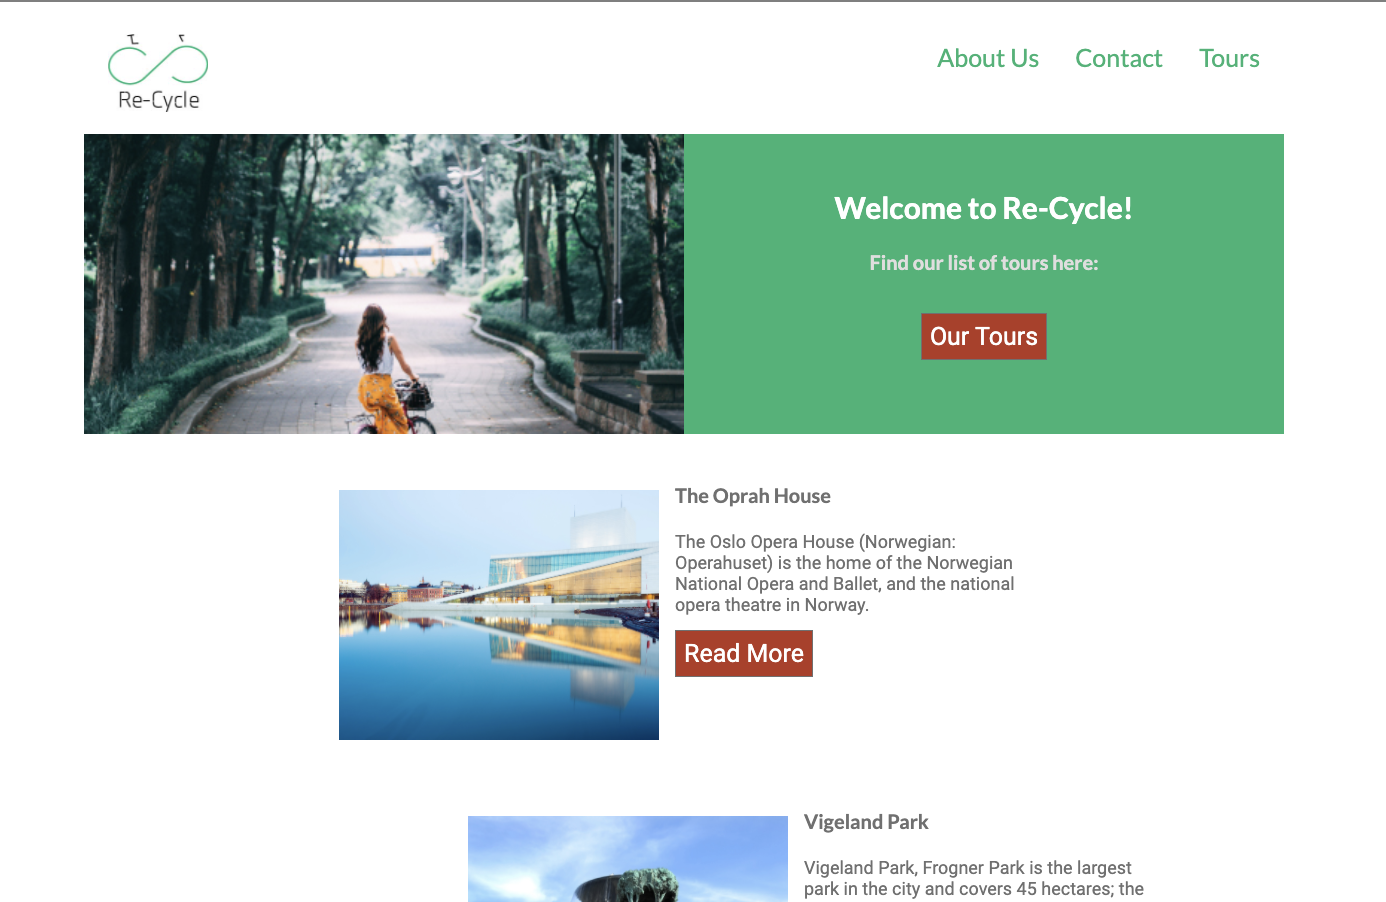 Re-Cycle
About Us
Contact
Tours
Welcome to Re-Cycle!
Find our list of tours here:
Our Tours
The Oprah House
The Oslo Opera House (Norwegian:
Operahuset) is the home of the Norwegian
National Opera and Ballet, and the national
opera theatre in Norway.
Read More
Vigeland Park
Vigeland Park, Frogner Park is the largest
park in the city and covers 45 hectares; the